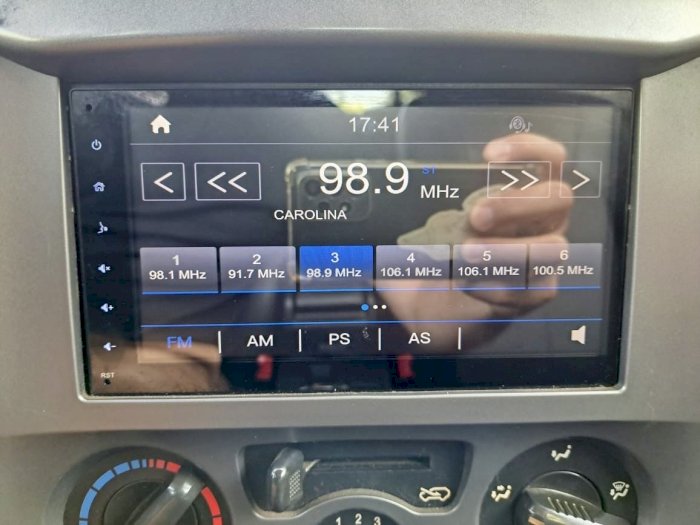 17:41
< << 98.9 ST MHz >> >
CAROLINA
1 2 3 4 5 6
98.1 MHz 91.7 MHz 98.9 MHz 106.1 MHz 106.1 MHz 100.5 MHz
FM AM PS AS
RST
1 2 3